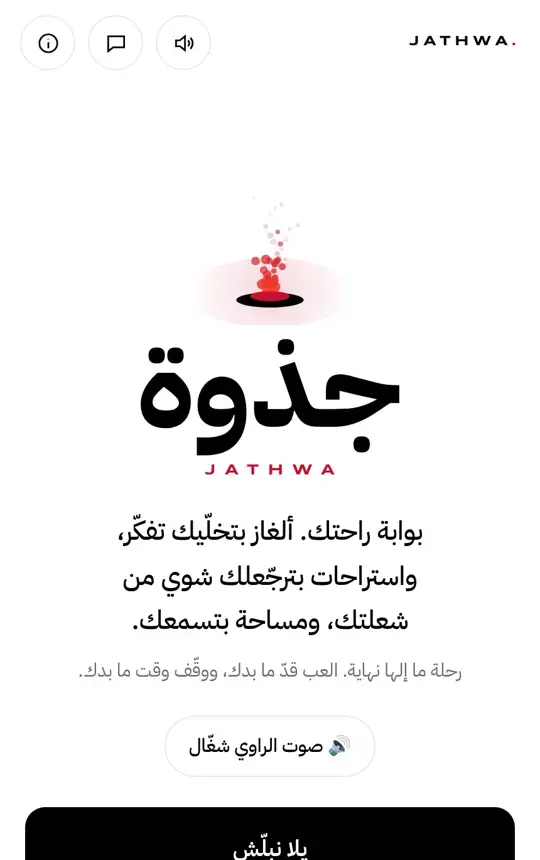 JATHWA.
جذوة
JATHWA
بوابة راحتك. ألغاز بتخلّيك تفكّر،
واستراحات بترجّعلك شوي من
شعلتك، ومساحة بتسمعك.
رحلة ما إلها نهاية. العب قدّ ما بدك، ووقّف وقت ما بدك.
🔊 صوت الراوي شغّال
يلا نبلّش